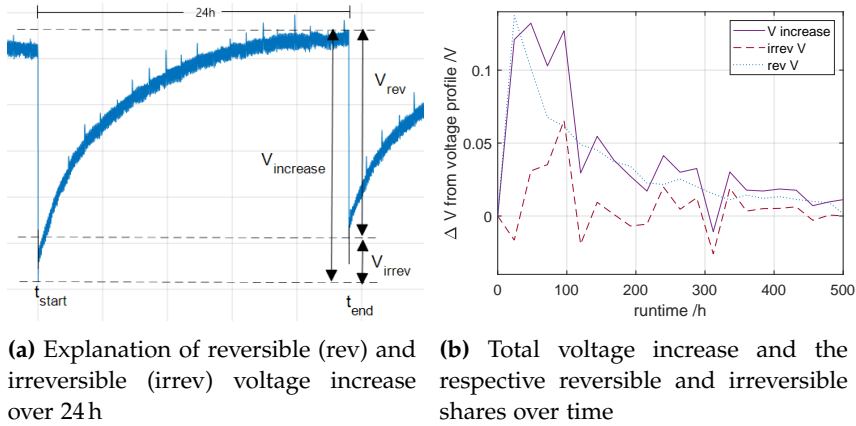 24h
V_rev
V_increase
V_irrev
t_start
t_end
V increase
irrev V
rev V
0.1
0.05
0
Δ V from voltage profile /V
0 100 200 300 400 500
runtime /h
(a) Explanation of reversible (rev) and
irreversible (irrev) voltage increase
over 24 h
(b) Total voltage increase and the
respective reversible and irreversible
shares over time